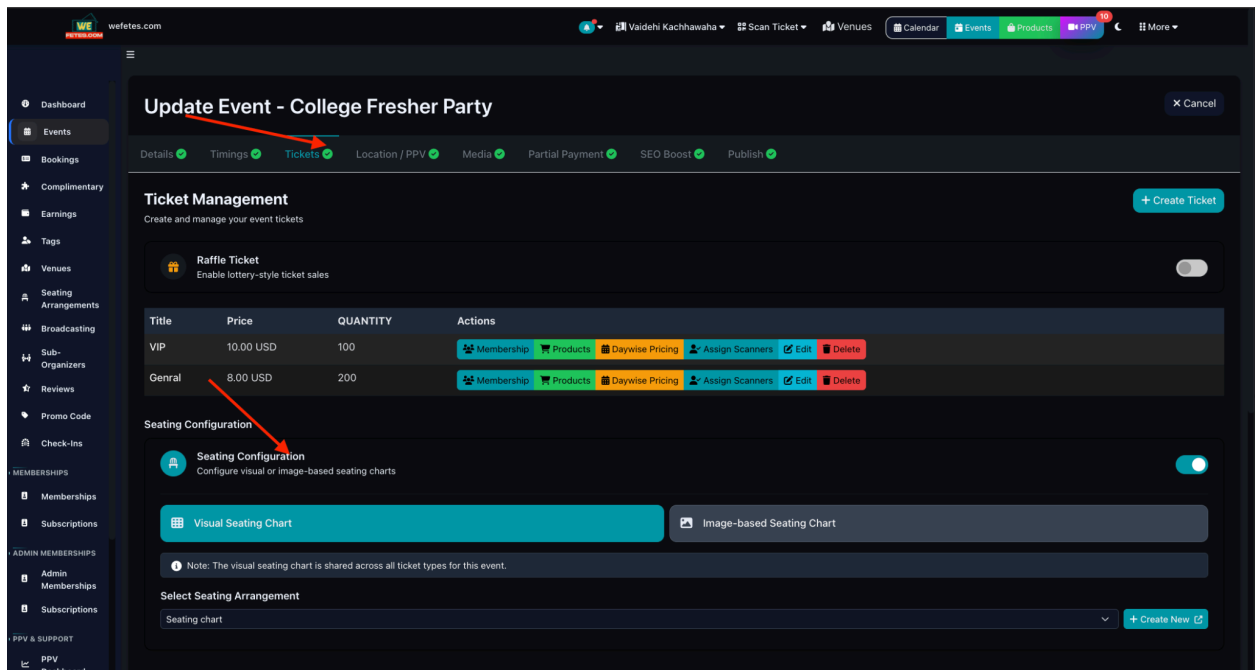 WE
FETES.COM
wefetes.com
Vaidehi Kachhawaha
Scan Ticket
Venues
Calendar
Events
Products
PPV
10
More
Dashboard
Events
Bookings
Complimentary
Earnings
Tags
Venues
Seating
Arrangements
Broadcasting
Sub-
Organizers
Reviews
Promo Code
Check-Ins
MEMBERSHIPS
Memberships
Subscriptions
ADMIN MEMBERSHIPS
Admin
Memberships
Subscriptions
PPV & SUPPORT
PPV
Update Event - College Fresher Party
× Cancel
Details
Timings
Tickets
Location / PPV
Media
Partial Payment
SEO Boost
Publish
Ticket Management
Create and manage your event tickets
+ Create Ticket
Raffle Ticket
Enable lottery-style ticket sales
Title Price QUANTITY Actions
VIP 10.00 USD 100 Membership Products Daywise Pricing Assign Scanners Edit Delete
Genral 8.00 USD 200 Membership Products Daywise Pricing Assign Scanners Edit Delete
Seating Configuration
Seating Configuration
Configure visual or image-based seating charts
Visual Seating Chart
Image-based Seating Chart
Note: The visual seating chart is shared across all ticket types for this event.
Select Seating Arrangement
Seating chart
+ Create New